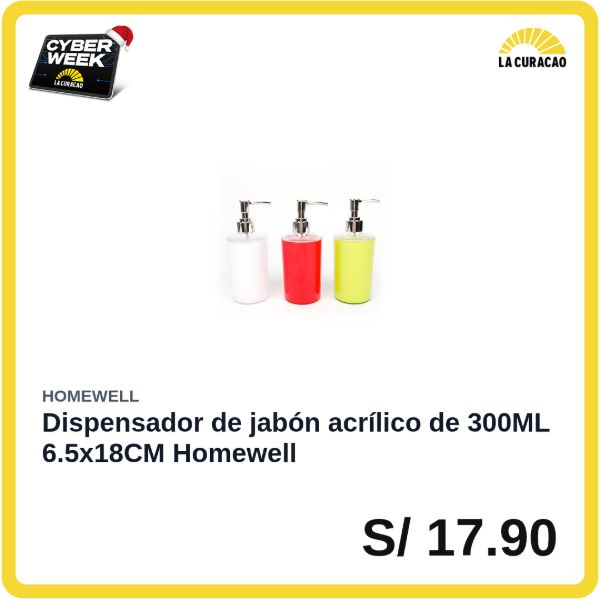 CYBER
WEEK
LA CURACAO
LA CURACAO
HOMEWELL
Dispensador de jabón acrílico de 300ML
6.5x18CM Homewell
S/ 17.90